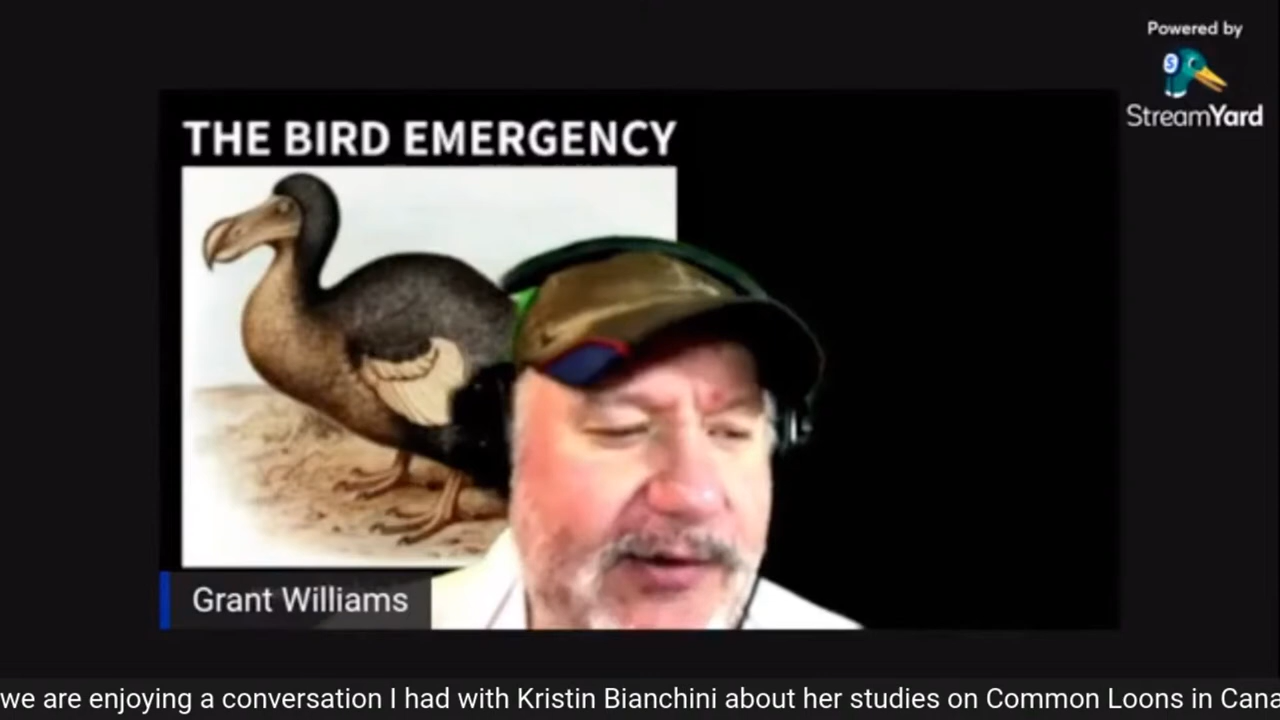 Powered by
S
StreamYard
THE BIRD EMERGENCY
Grant Williams
we are enjoying a conversation I had with Kristin Bianchini about her studies on Common Loons in Cana